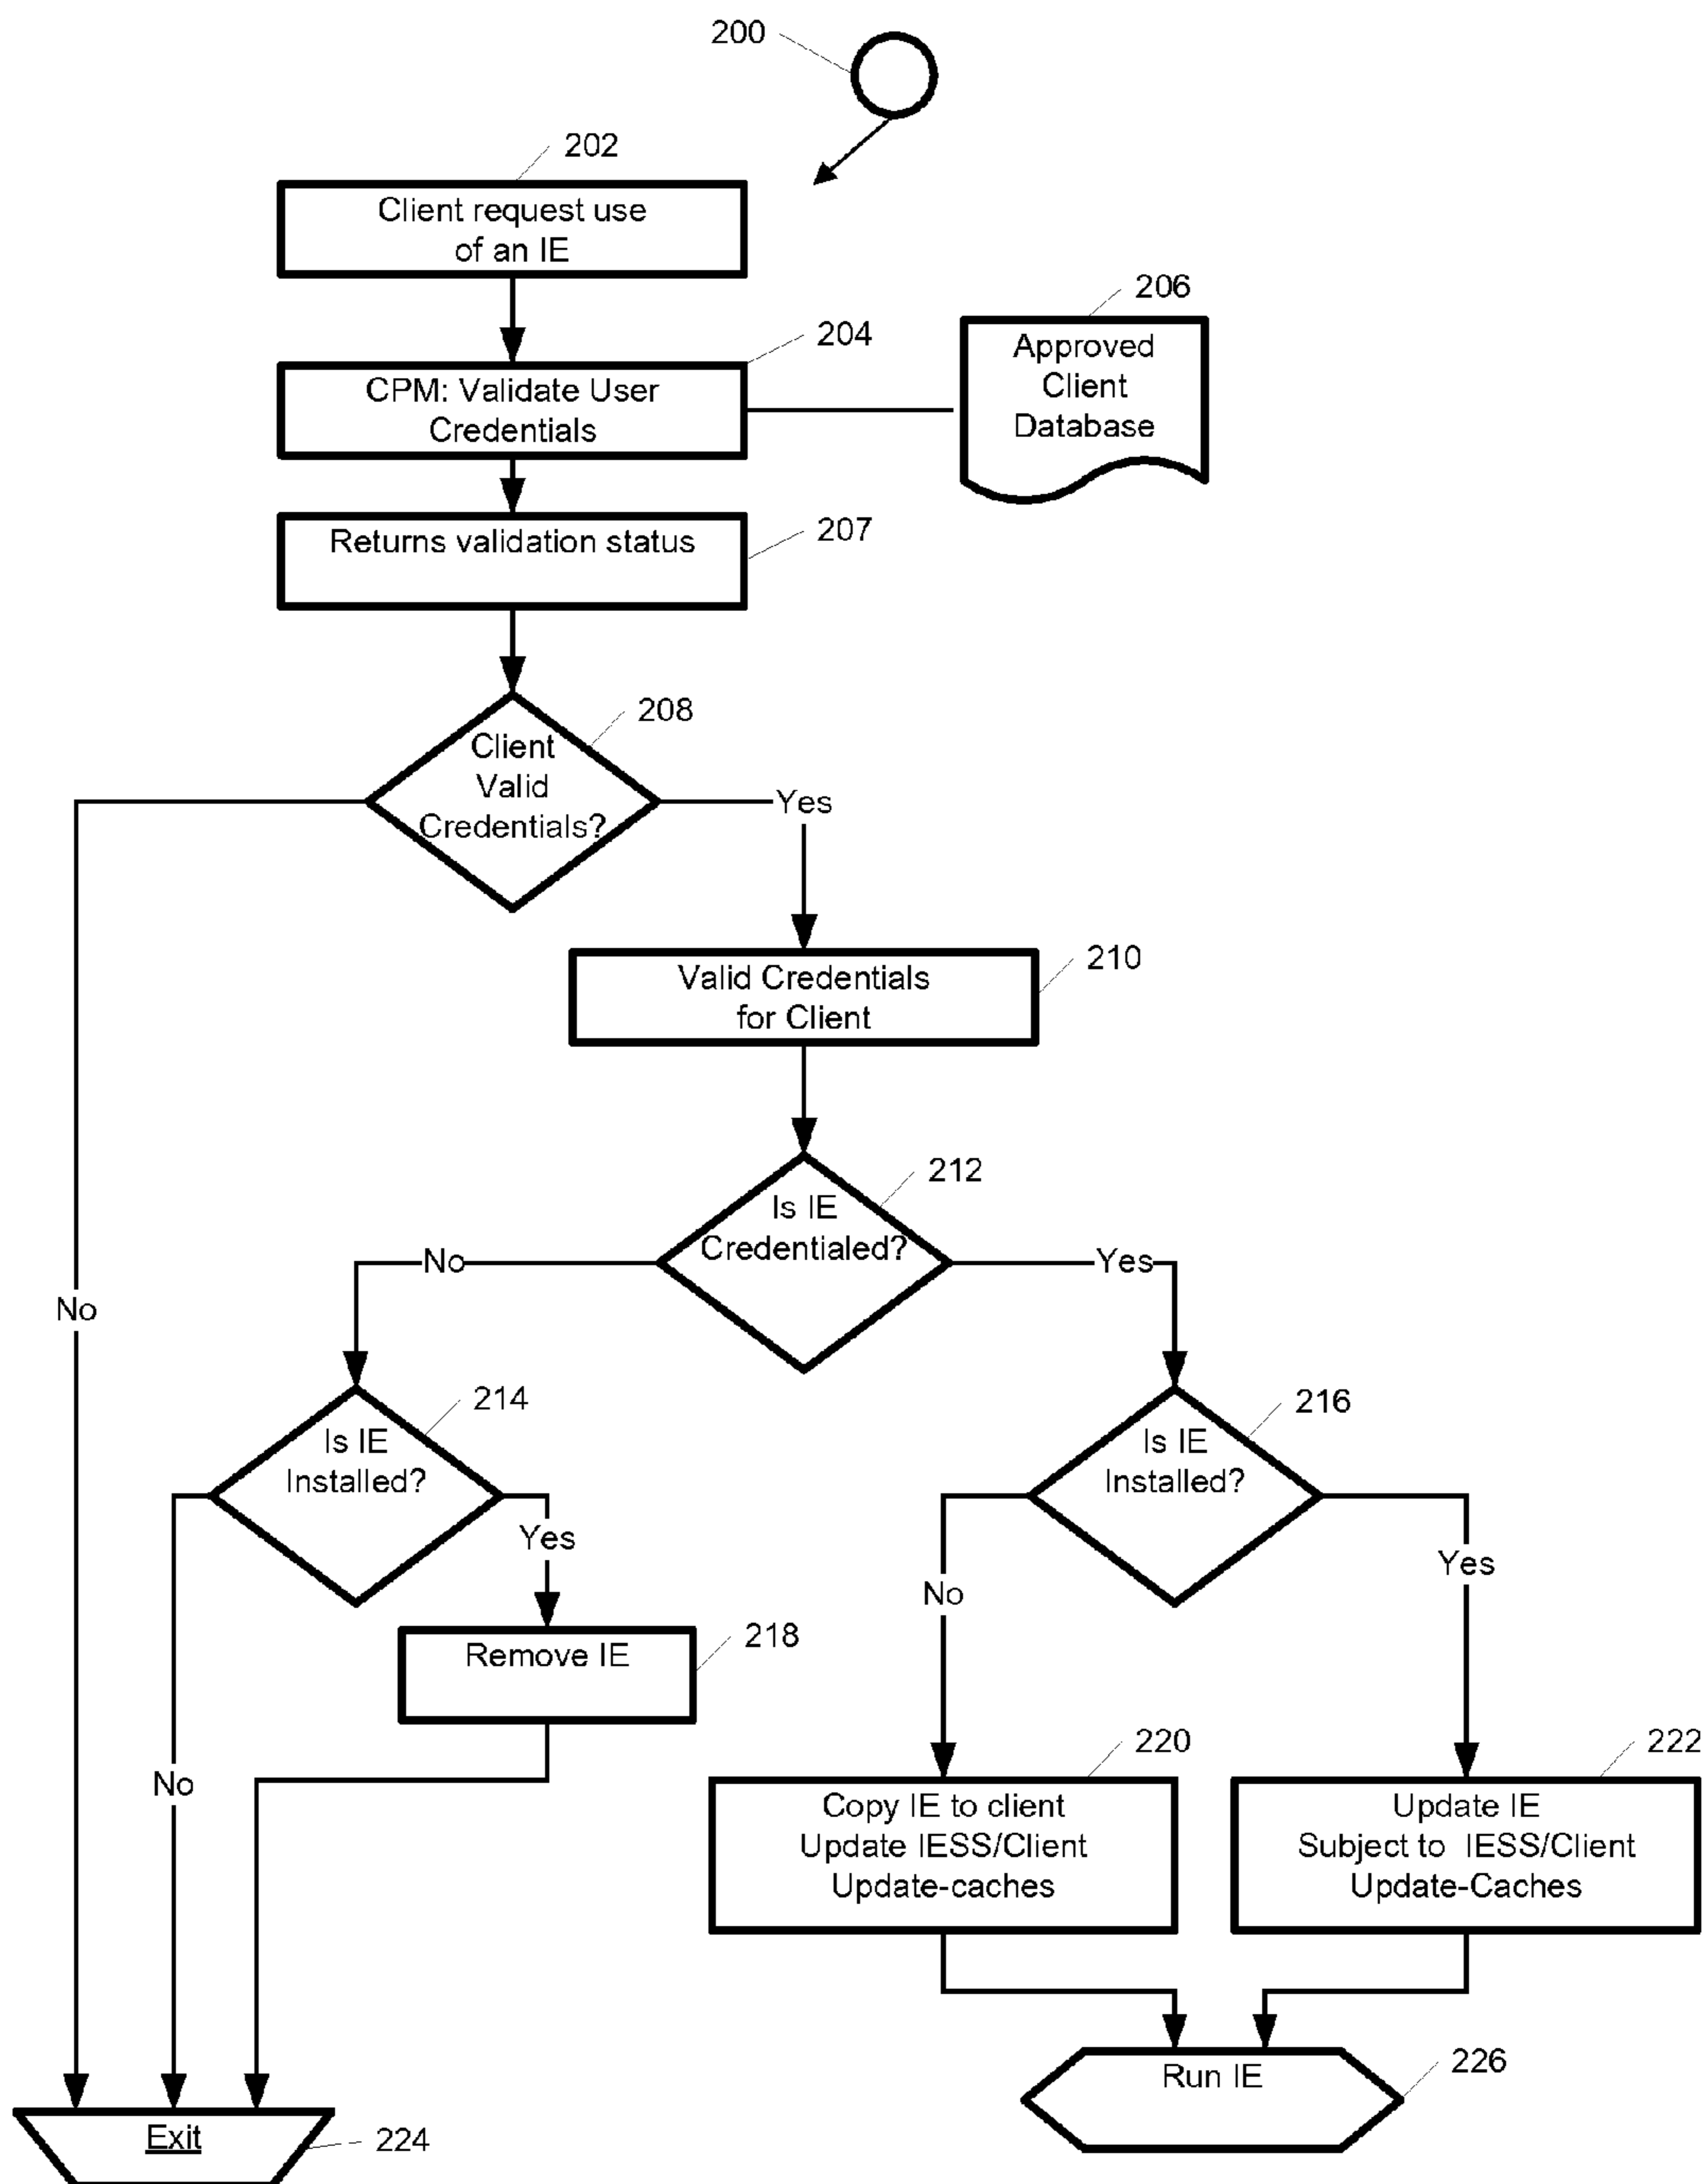 200
202
Client request use
of an IE
206
204
Approved
Client
Database
CPM: Validate User
Credentials
207
Returns validation status
208
Client
Valid
Credentials?
Yes
210
Valid Credentials
for Client
212
Is IE
Credentialed?
No
Yes
No
214
Is IE
Installed?
216
Is IE
Installed?
Yes
No
Yes
218
Remove IE
No
220
Copy IE to client
Update IESS/Client
Update-caches
222
Update IE
Subject to IESS/Client
Update-Caches
Run IE
226
Exit
224